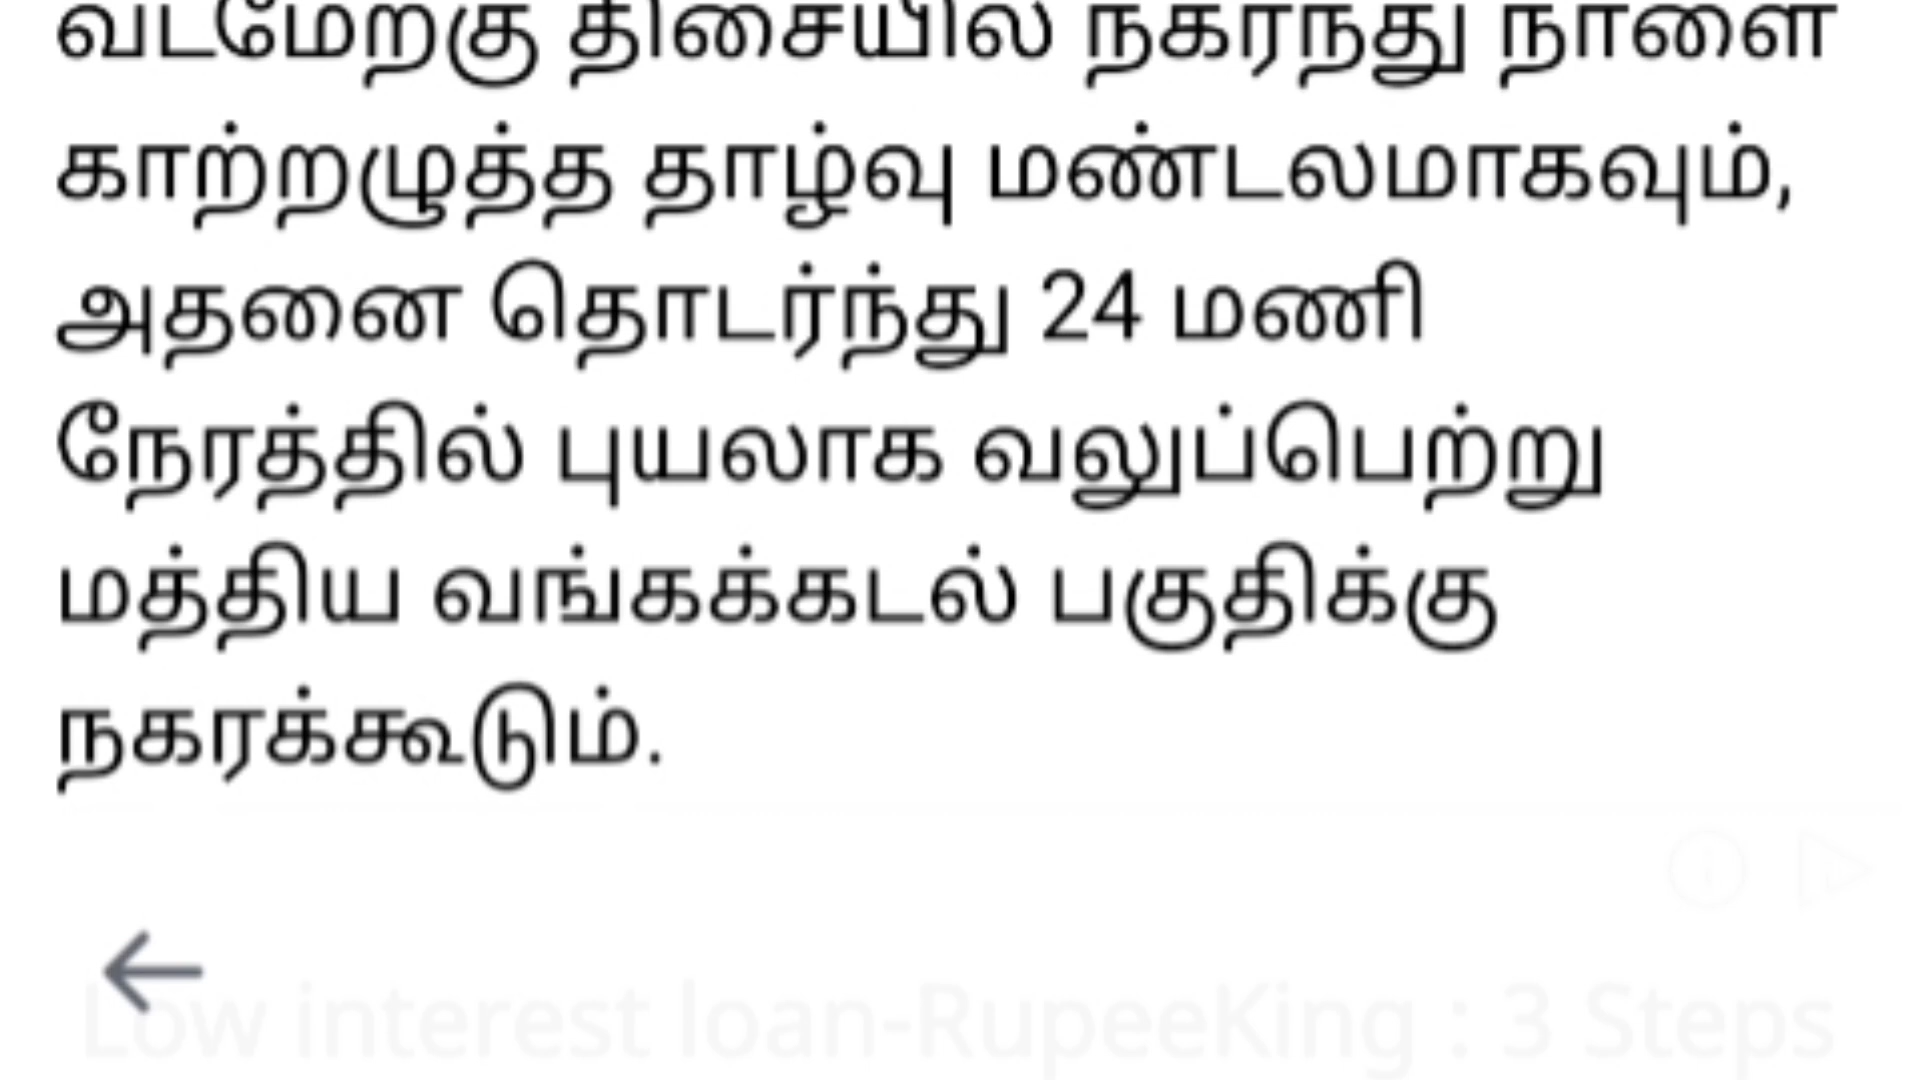 வடமேற்கு திசையில் நகர்ந்து நாளை
காற்றழுத்த தாழ்வு மண்டலமாகவும்,
அதனை தொடர்ந்து 24 மணி
நேரத்தில் புயலாக வலுப்பெற்று
மத்திய வங்கக்கடல் பகுதிக்கு
நகரக்கூடும்.
Low interest loan-RupeeKing : 3 Steps